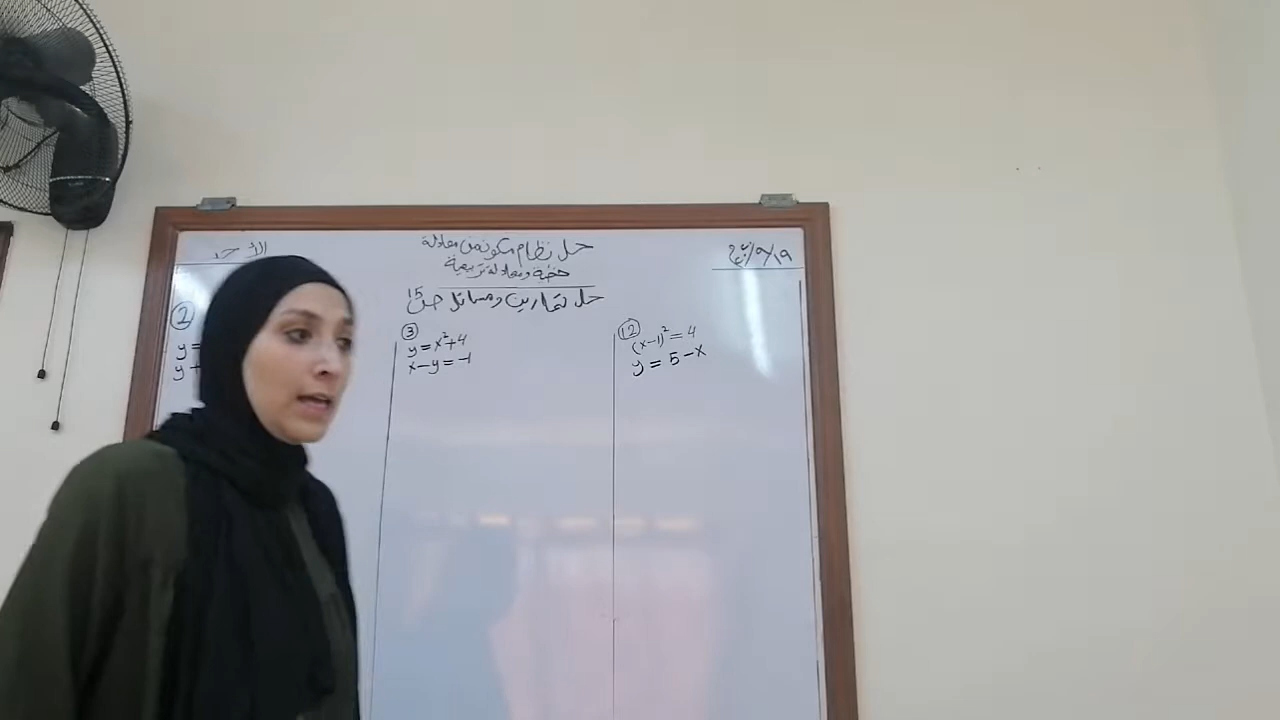 الأحد
حل نظام مكون من معادلة
خطية ومعادلة تربيعية
حل تمارين ومسائل ص 15
②
y=
y+
③
y=x²+4
x-y=-1
⑫
(x-1)²=4
y=5-x